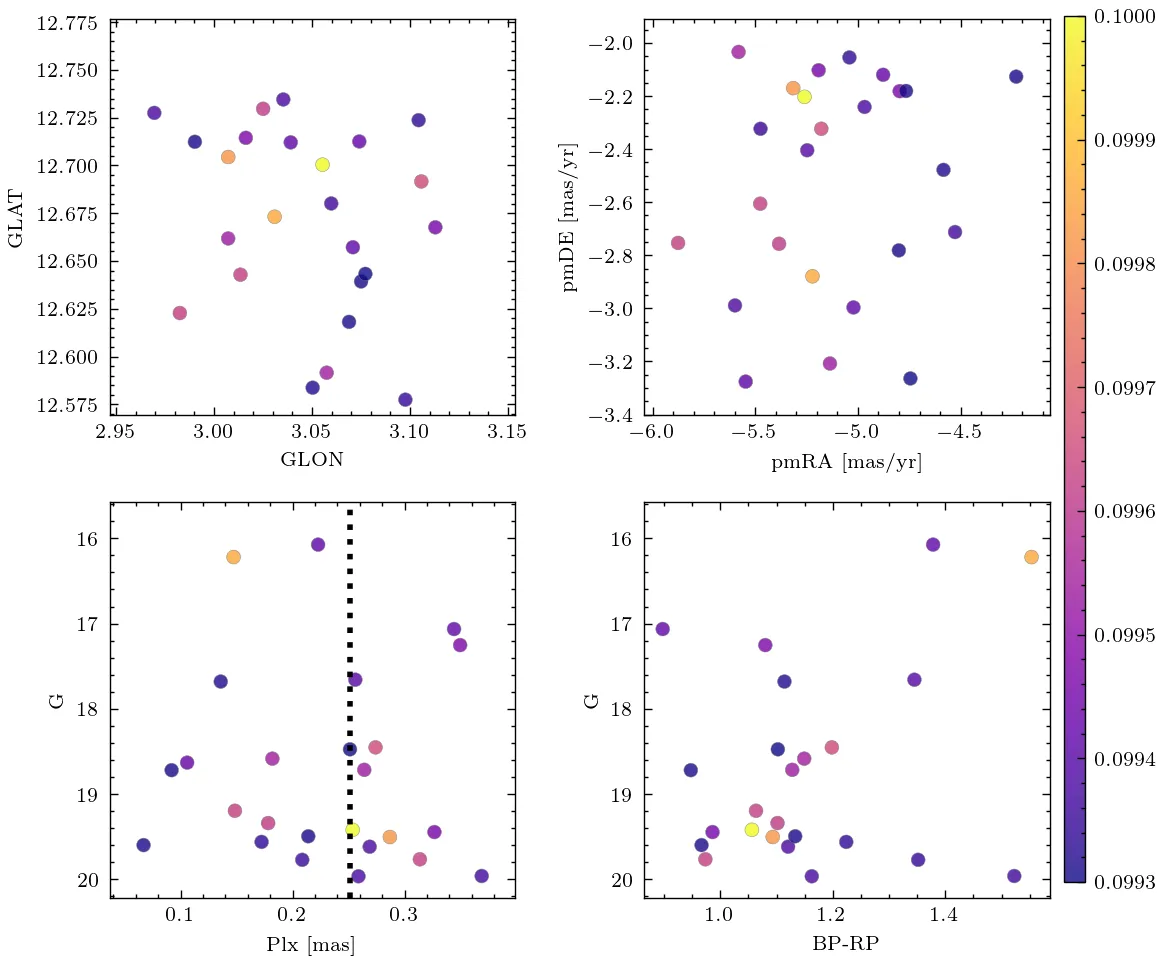 12.775
12.750
12.725
12.700
12.675
12.650
12.625
12.600
12.575
GLAT
2.95 3.00 3.05 3.10 3.15
GLON
−2.0
−2.2
−2.4
−2.6
−2.8
−3.0
−3.2
−3.4
pmDE [mas/yr]
−6.0 −5.5 −5.0 −4.5
pmRA [mas/yr]
0.1000
0.0999
0.0998
0.0997
0.0996
0.0995
0.0994
0.0993
16
17
18
19
20
G
0.1 0.2 0.3
Plx [mas]
16
17
18
19
20
G
1.0 1.2 1.4
BP-RP